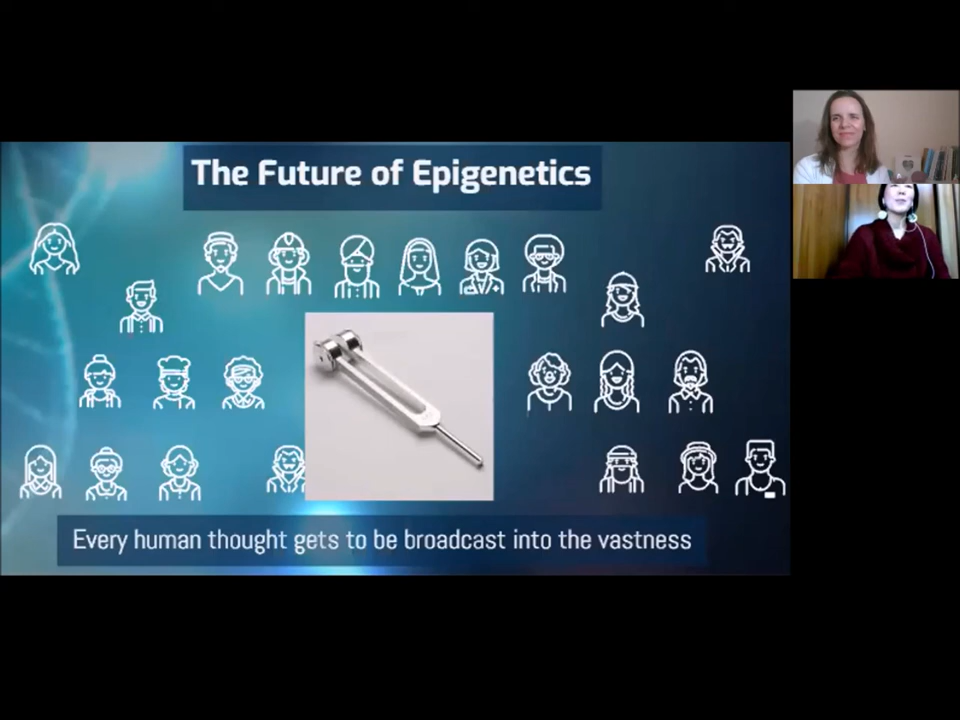 The Future of Epigenetics
Every human thought gets to be broadcast into the vastness